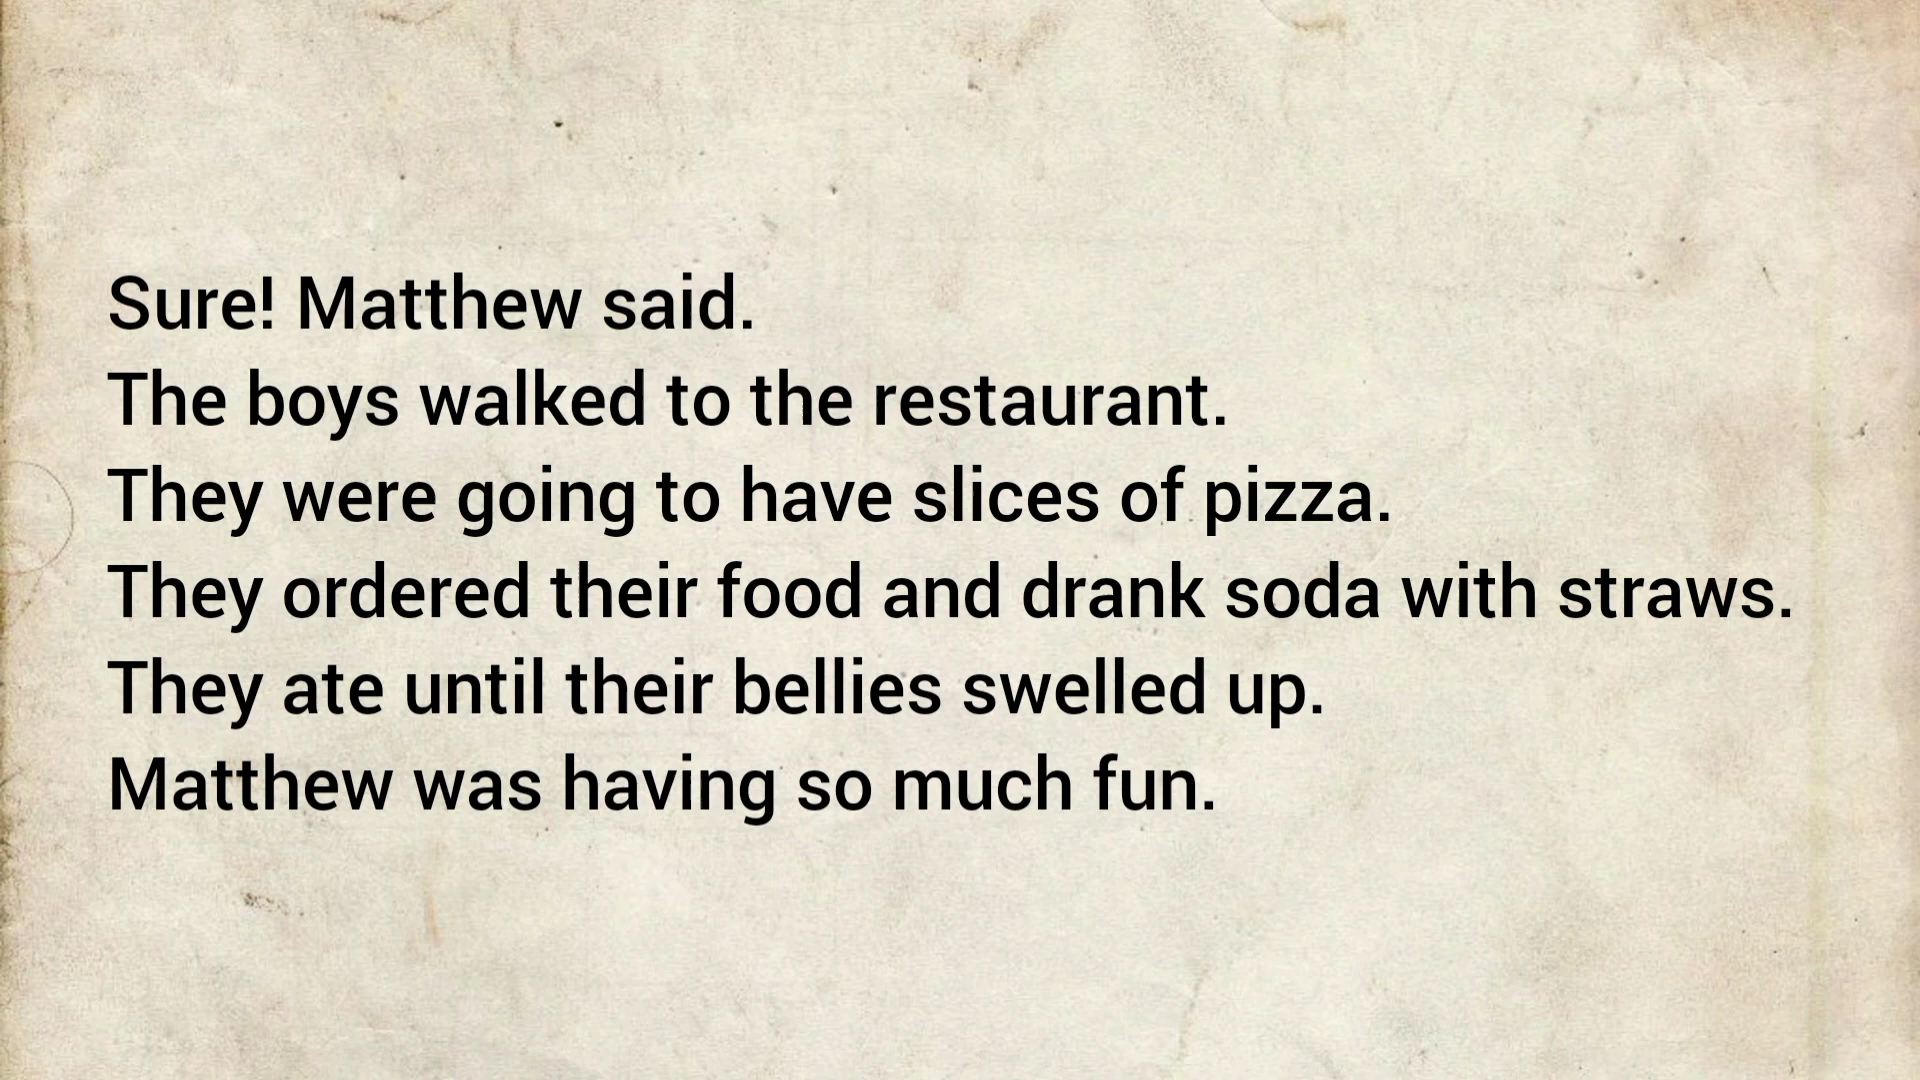 Sure! Matthew said.
The boys walked to the restaurant.
They were going to have slices of pizza.
They ordered their food and drank soda with straws.
They ate until their bellies swelled up.
Matthew was having so much fun.